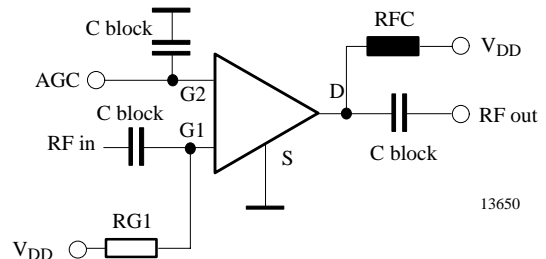 C block
RFC
V_DD
AGC
G2
D
C block
G1
RF in
RF out
C block
S
13650
RG1
V_DD